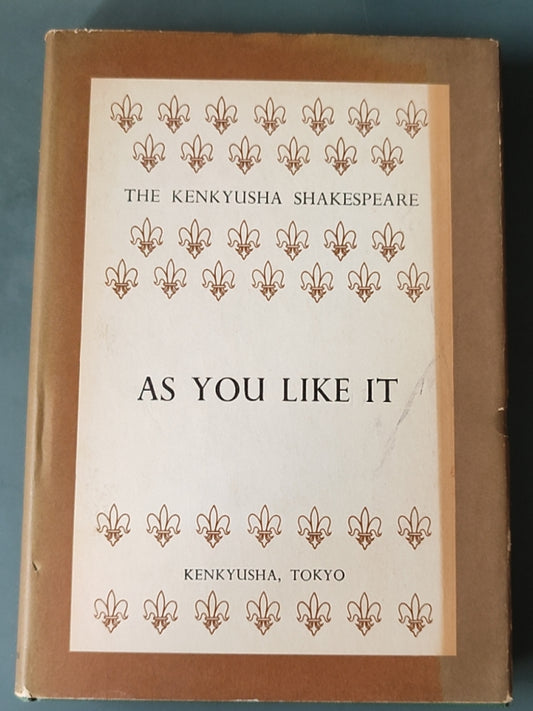 THE KENKYUSHA SHAKESPEARE
AS YOU LIKE IT
KENKYUSHA, TOKYO